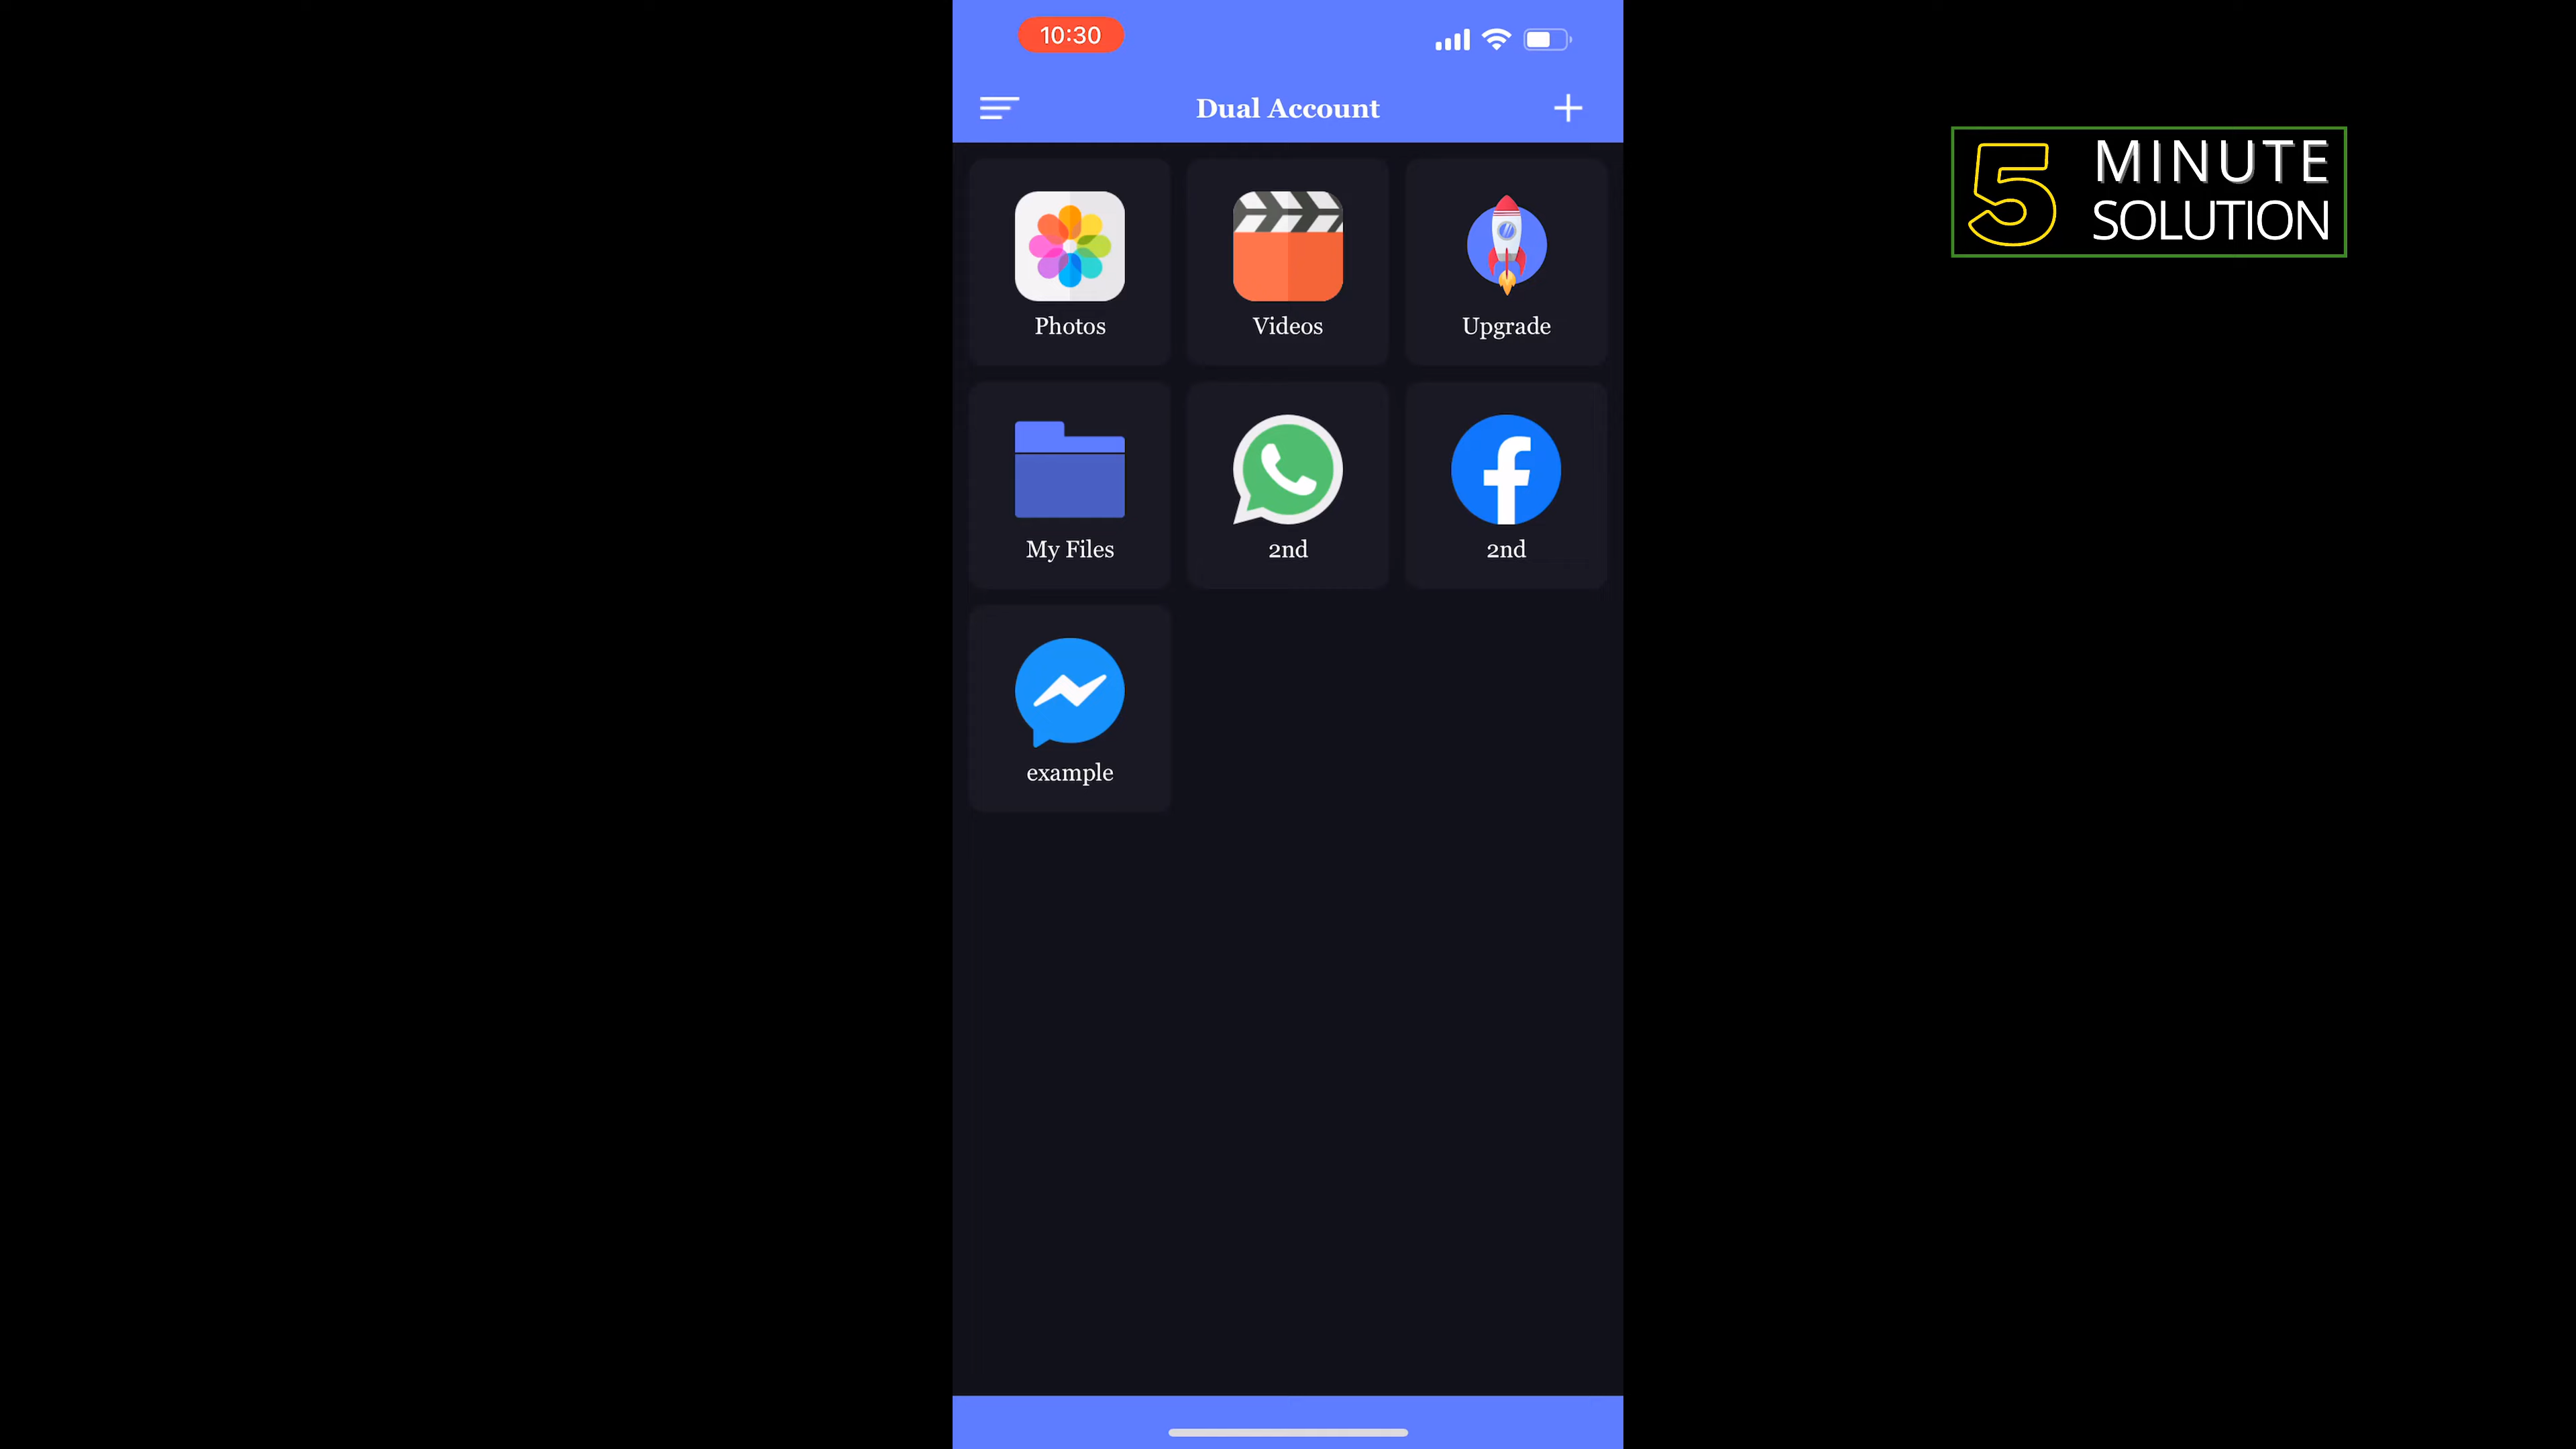 10:30
Dual Account
Photos
Videos
Upgrade
My Files
2nd
2nd
example
5 MINUTE
SOLUTION